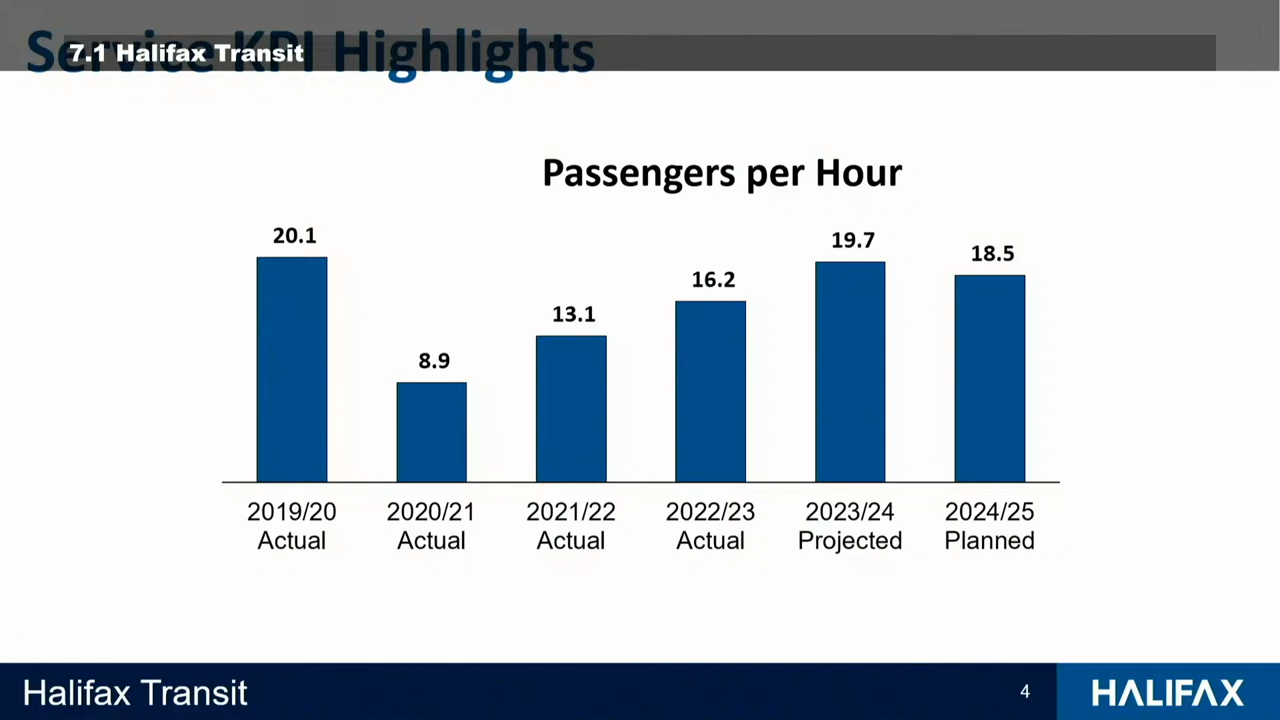 Service KPI Highlights
7.1 Halifax Transit
Passengers per Hour
20.1
8.9
13.1
16.2
19.7
18.5
2019/20 2020/21 2021/22 2022/23 2023/24 2024/25
Actual Actual Actual Actual Projected Planned
Halifax Transit
4
HALIFAX